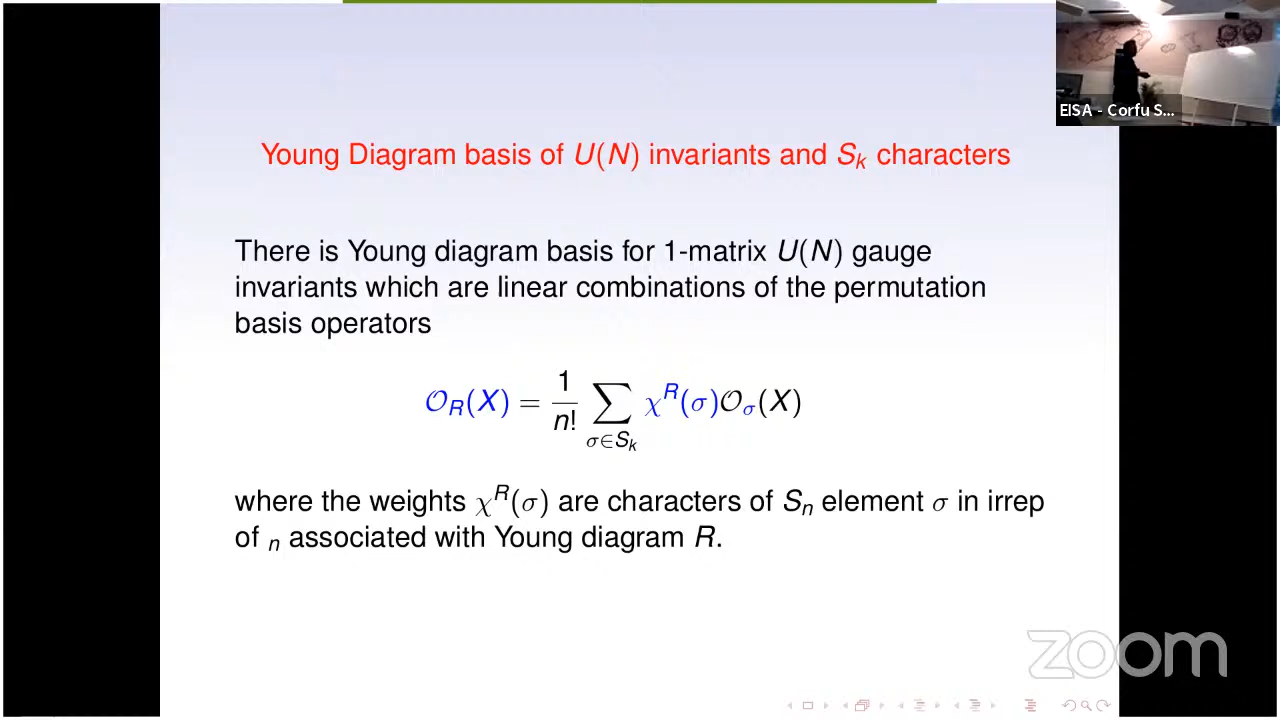 EISA - Corfu S...
Young Diagram basis of U(N) invariants and S_k characters
There is Young diagram basis for 1-matrix U(N) gauge
invariants which are linear combinations of the permutation
basis operators
𝒪_R(X) = 1/n! ∑_{σ∈S_k} χ^R(σ)𝒪_σ(X)
where the weights χ^R(σ) are characters of S_n element σ in irrep
of _n associated with Young diagram R.
zoom